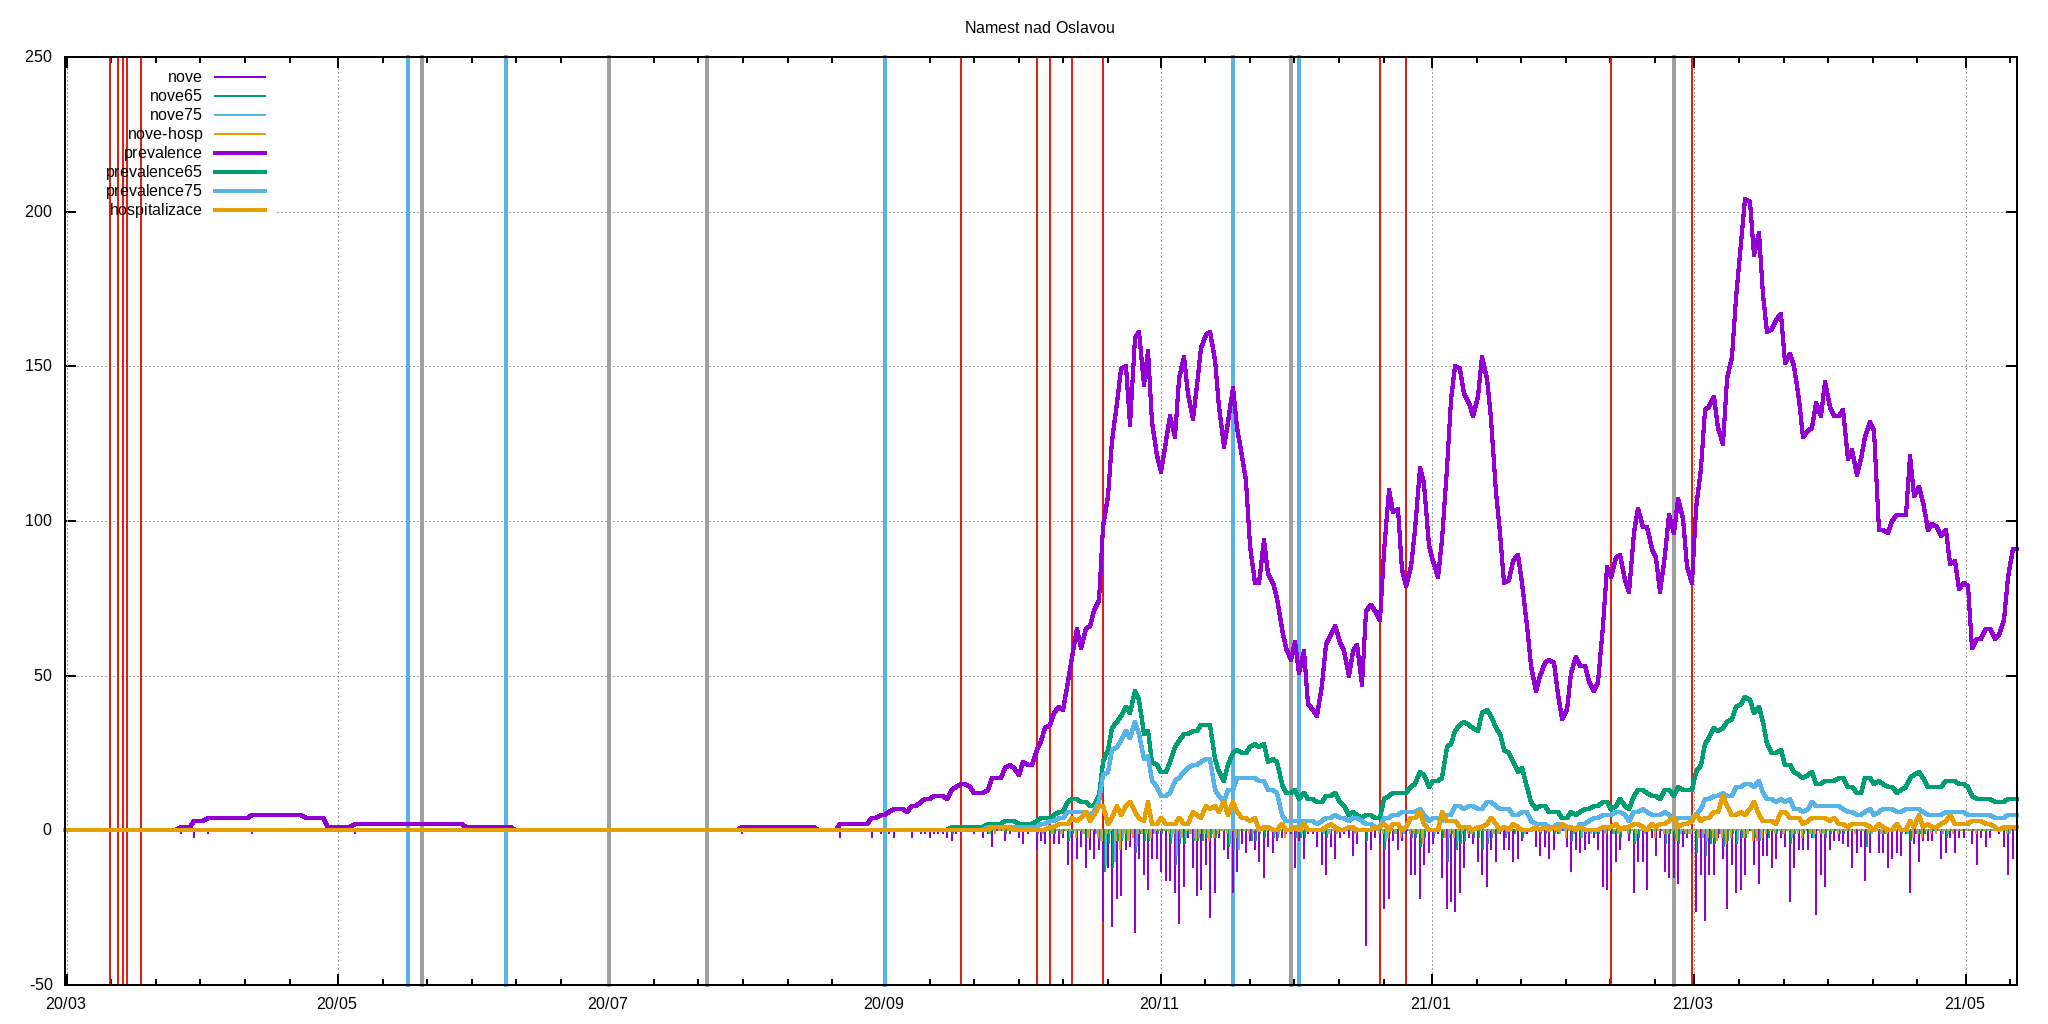 Namest nad Oslavou
250
200
150
100
50
0
-50
nove
nove65
nove75
nove-hosp
prevalence
prevalence65
prevalence75
hospitalizace
20/03 20/05 20/07 20/09 20/11 21/01 21/03 21/05